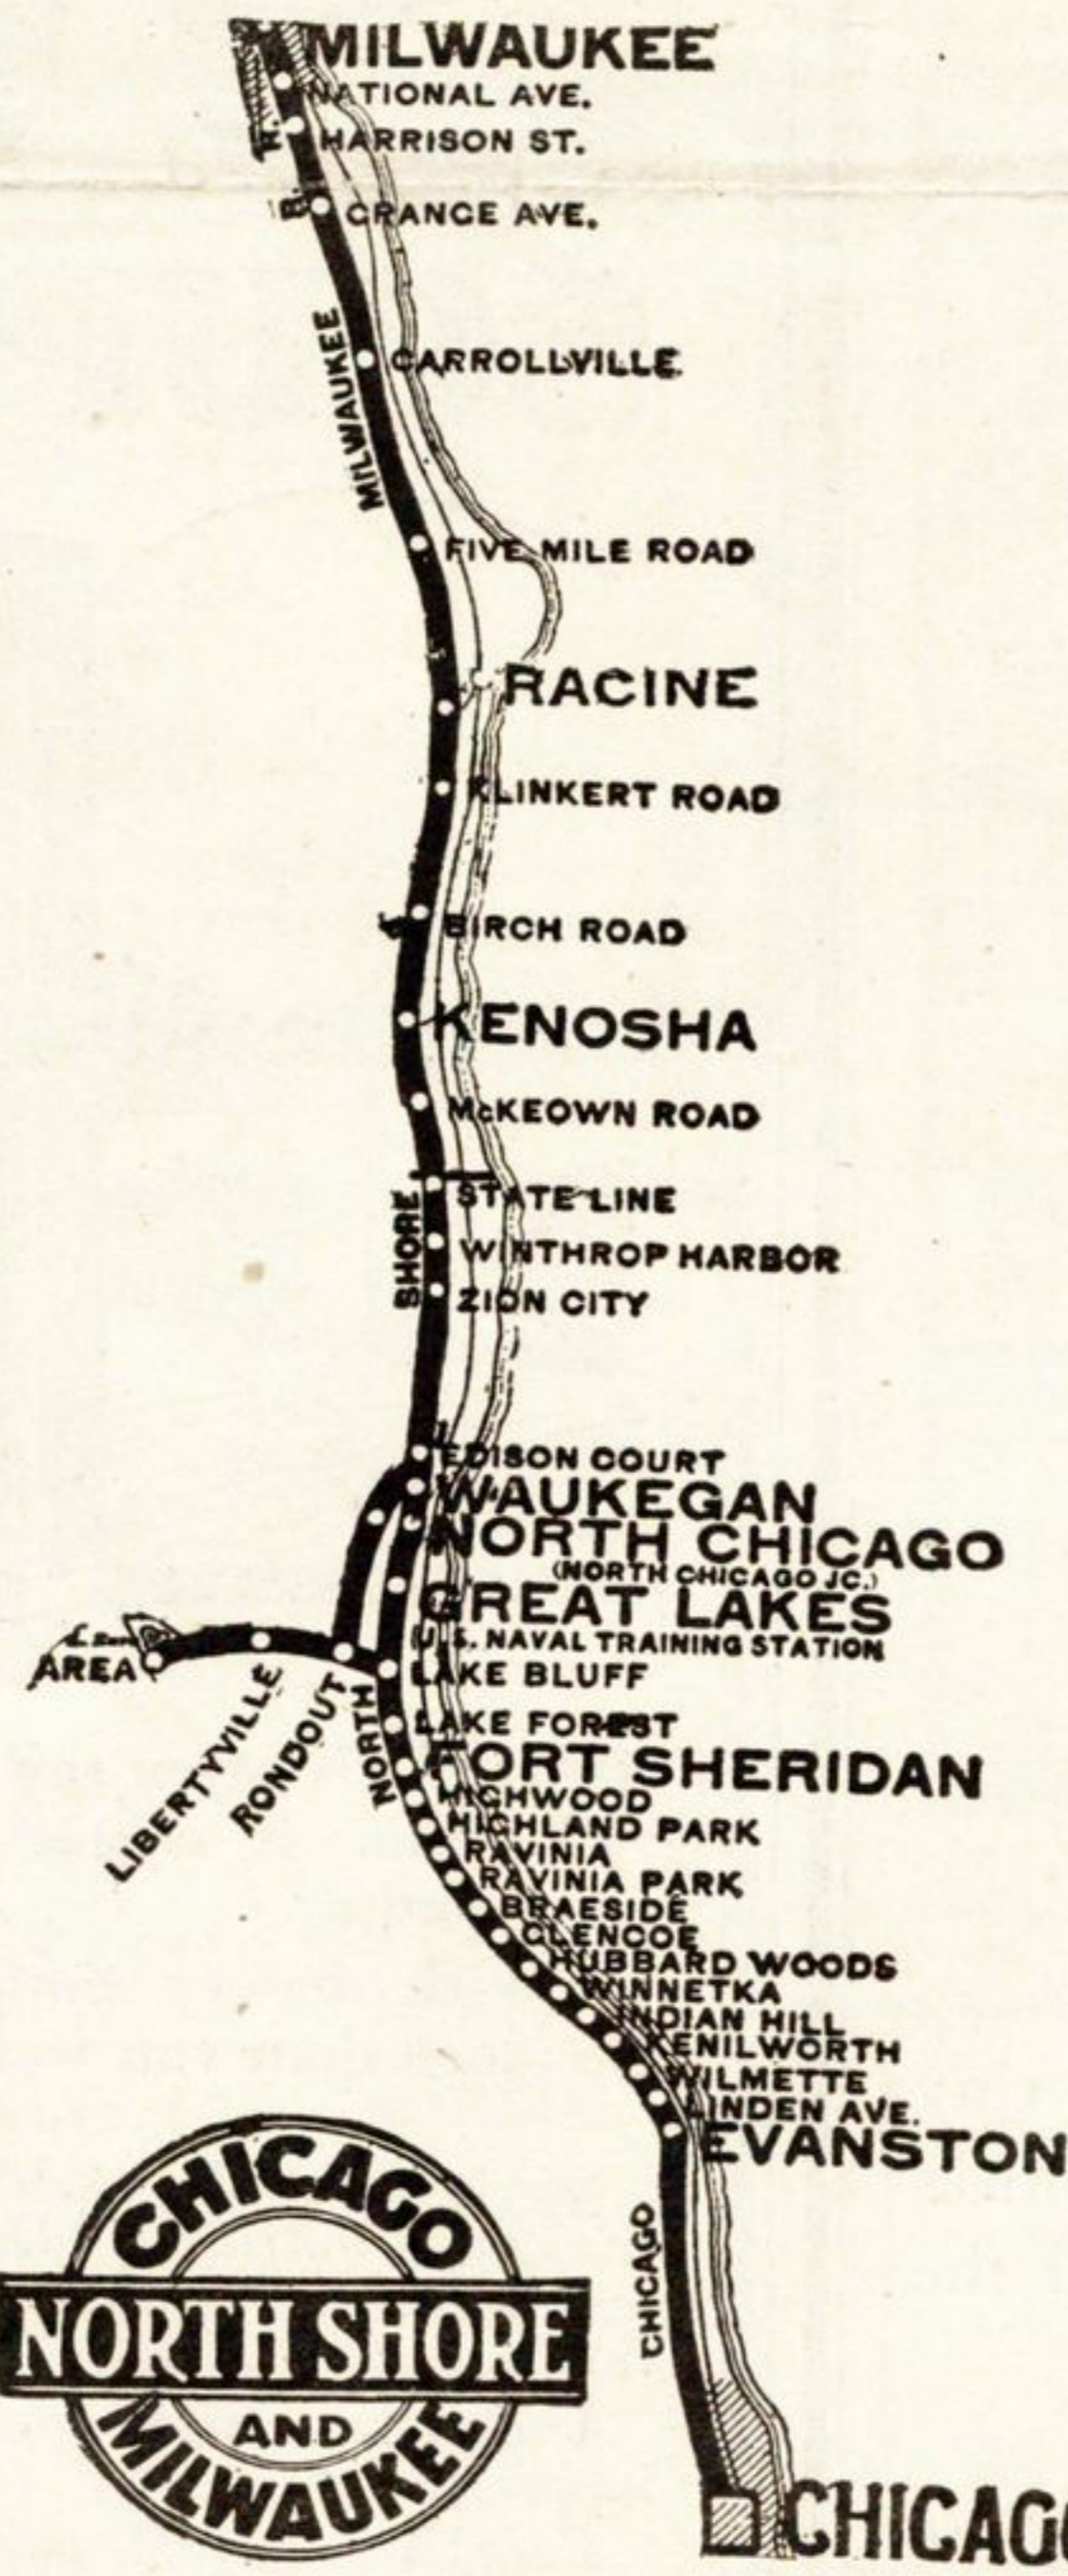 MILWAUKEE
NATIONAL AVE.
HARRISON ST.
R.
R.
GRANGE AVE.
MILWAUKEE
CARROLLVILLE
FIVE MILE ROAD
RACINE
KLINKERT ROAD
BIRCH ROAD
&
KENOSHA
McKEOWN ROAD
STATE LINE
SHORE
WINTHROP HARBOR
ZION CITY
EDISON COURT
WAUKEGAN
NORTH CHICAGO
(NORTH CHICAGO JC.)
GREAT LAKES
U.S. NAVAL TRAINING STATION
AREA
LAKE BLUFF
LIBERTYVILLE
RONDOUT
NORTH
LAKE FOREST
FORT SHERIDAN
HIGHWOOD
HIGHLAND PARK
RAVINIA
RAVINIA PARK
BRAESIDE
GLENCOE
HUBBARD WOODS
WINNETKA
INDIAN HILL
KENILWORTH
WILMETTE
LINDEN AVE.
EVANSTON
CHICAGO
CHICAGO
NORTH SHORE
AND
MILWAUKEE
CHICAGO